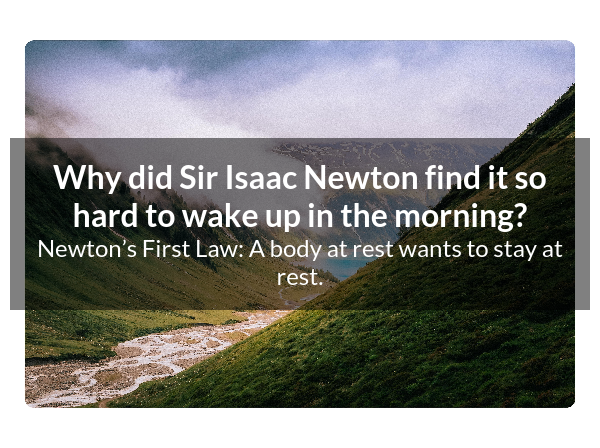 Why did Sir Isaac Newton find it so
hard to wake up in the morning?
Newton’s First Law: A body at rest wants to stay at
rest.